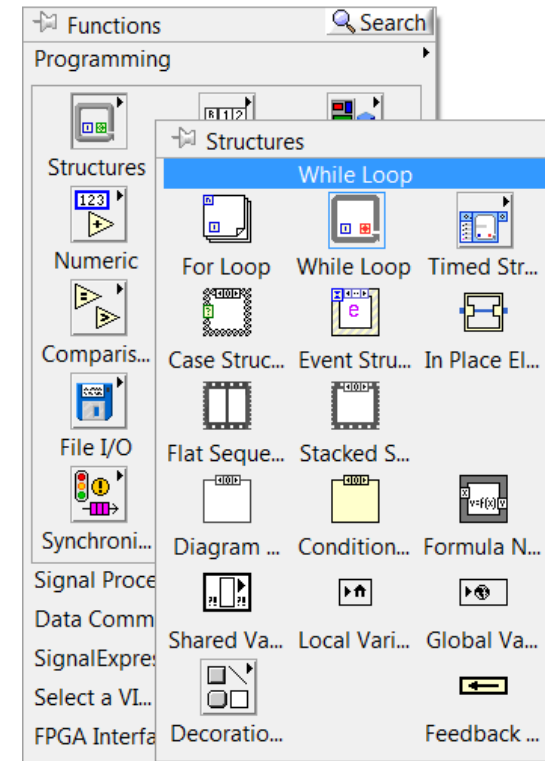 Functions
Search
Programming
Structures
Structures
While Loop
Numeric
For Loop While Loop Timed Str...
Comparis...
Case Struc... Event Stru... In Place El...
File I/O
Flat Seque... Stacked S...
Synchroni...
Diagram ... Condition... Formula N...
Signal Proce
Data Comm
Shared Va... Local Vari... Global Va...
SignalExpres
Select a VI...
FPGA Interfa
Decoratio... Feedback ...